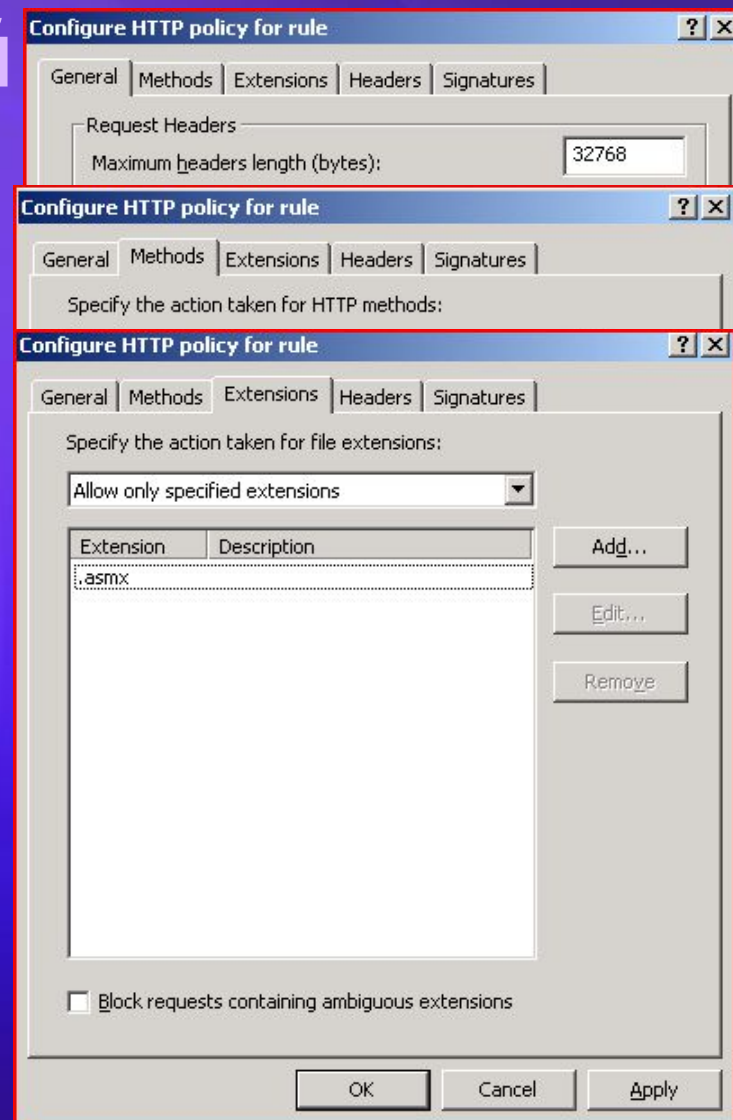 Configure HTTP policy for rule
General Methods Extensions Headers Signatures
Request Headers
Maximum headers length (bytes): 32768
Configure HTTP policy for rule
General Methods Extensions Headers Signatures
Specify the action taken for HTTP methods:
Configure HTTP policy for rule
General Methods Extensions Headers Signatures
Specify the action taken for file extensions:
Allow only specified extensions
Extension Description
.asmx
Add...
Edit...
Remove
Block requests containing ambiguous extensions
OK Cancel Apply